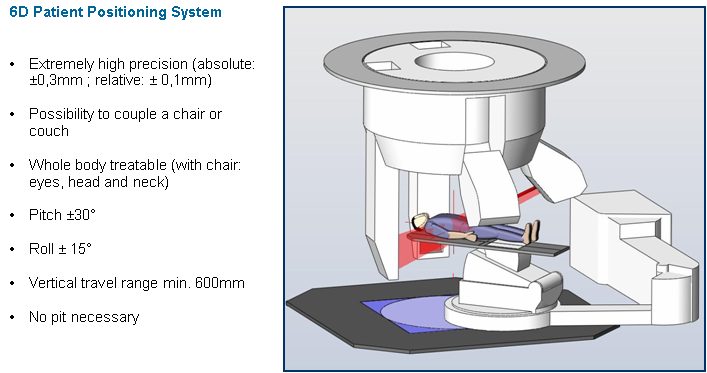 6D Patient Positioning System
• Extremely high precision (absolute:
±0,3mm ; relative: ± 0,1mm)
• Possibility to couple a chair or
couch
• Whole body treatable (with chair:
eyes, head and neck)
• Pitch ±30°
• Roll ± 15°
• Vertical travel range min. 600mm
• No pit necessary